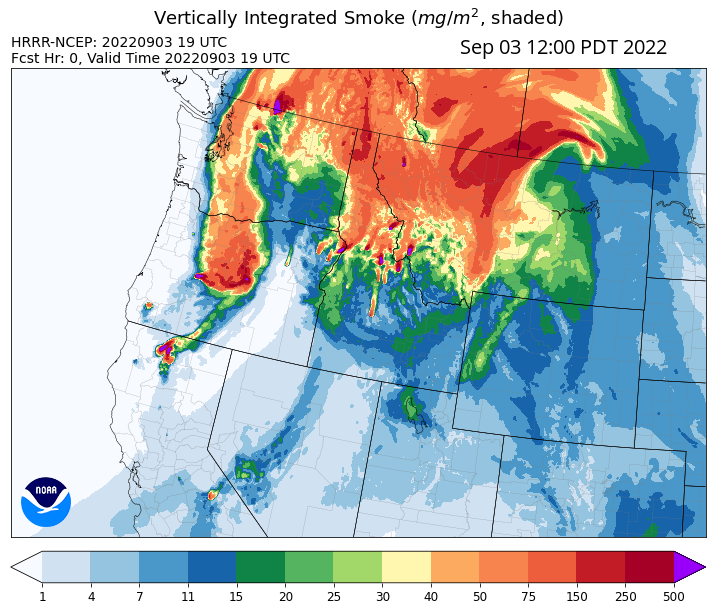 Vertically Integrated Smoke (mg/m², shaded)
HRRR-NCEP: 20220903 19 UTC
Fcst Hr: 0, Valid Time 20220903 19 UTC
Sep 03 12:00 PDT 2022
NOAA
1 4 7 11 15 20 25 30 40 50 75 150 250 500